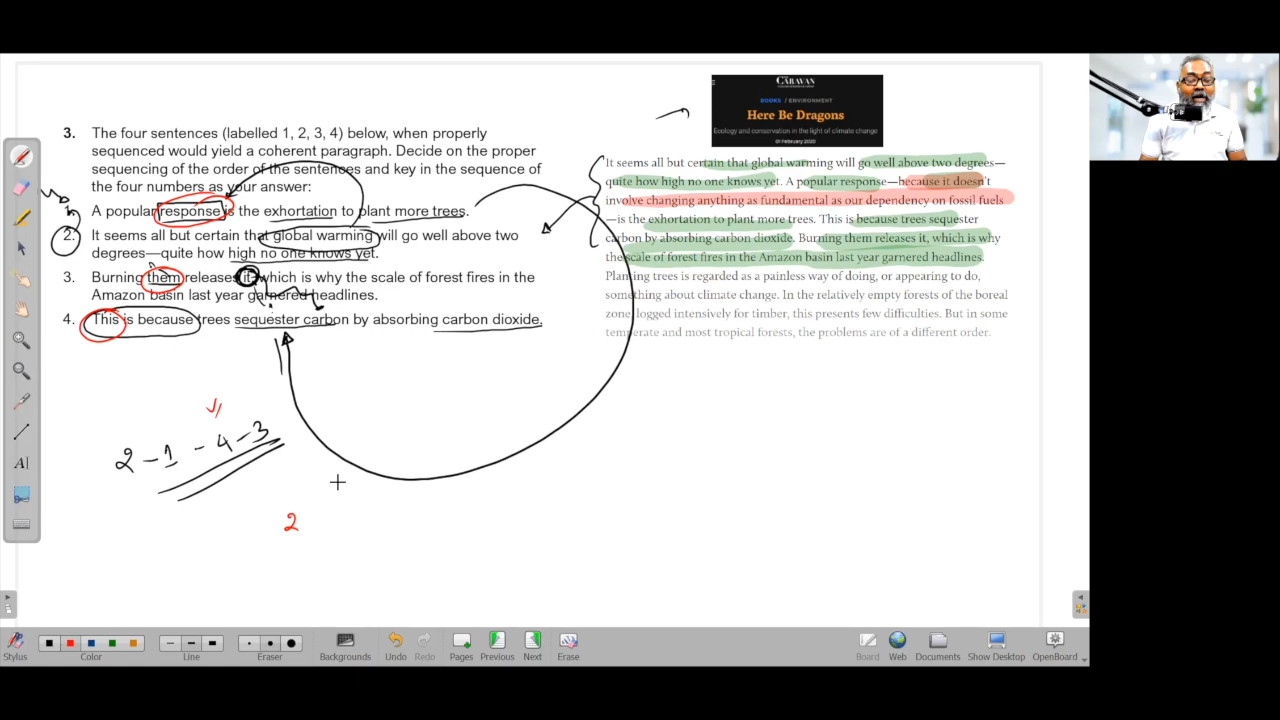 3. The four sentences (labelled 1, 2, 3, 4) below, when properly
sequenced would yield a coherent paragraph. Decide on the proper
sequencing of the order of the sentences and key in the sequence of
the four numbers as your answer:
A popular response is the exhortation to plant more trees.
2. It seems all but certain that global warming will go well above two
degrees—quite how high no one knows yet.
3. Burning them releases it, which is why the scale of forest fires in the
Amazon basin last year garnered headlines.
4. This is because trees sequester carbon by absorbing carbon dioxide.
2 – 1 – 4 – 3
2
THE CARAVAN
BOOKS / ENVIRONMENT
Here Be Dragons
Ecology and conservation in the light of climate change
01 February 2020
It seems all but certain that global warming will go well above two degrees—
quite how high no one knows yet. A popular response—because it doesn't
involve changing anything as fundamental as our dependency on fossil fuels
—is the exhortation to plant more trees. This is because trees sequester
carbon by absorbing carbon dioxide. Burning them releases it, which is why
the scale of forest fires in the Amazon basin last year garnered headlines.
Planting trees is regarded as a painless way of doing, or appearing to do,
something about climate change. In the relatively empty forests of the boreal
zone, logged intensively for timber, this presents few difficulties. But in some
temperate and most tropical forests, the problems are of a different order.
Stylus
Color
Line
Eraser
Backgrounds
Undo
Redo
Pages
Previous
Next
Erase
Board
Web
Documents
Show Desktop
OpenBoard